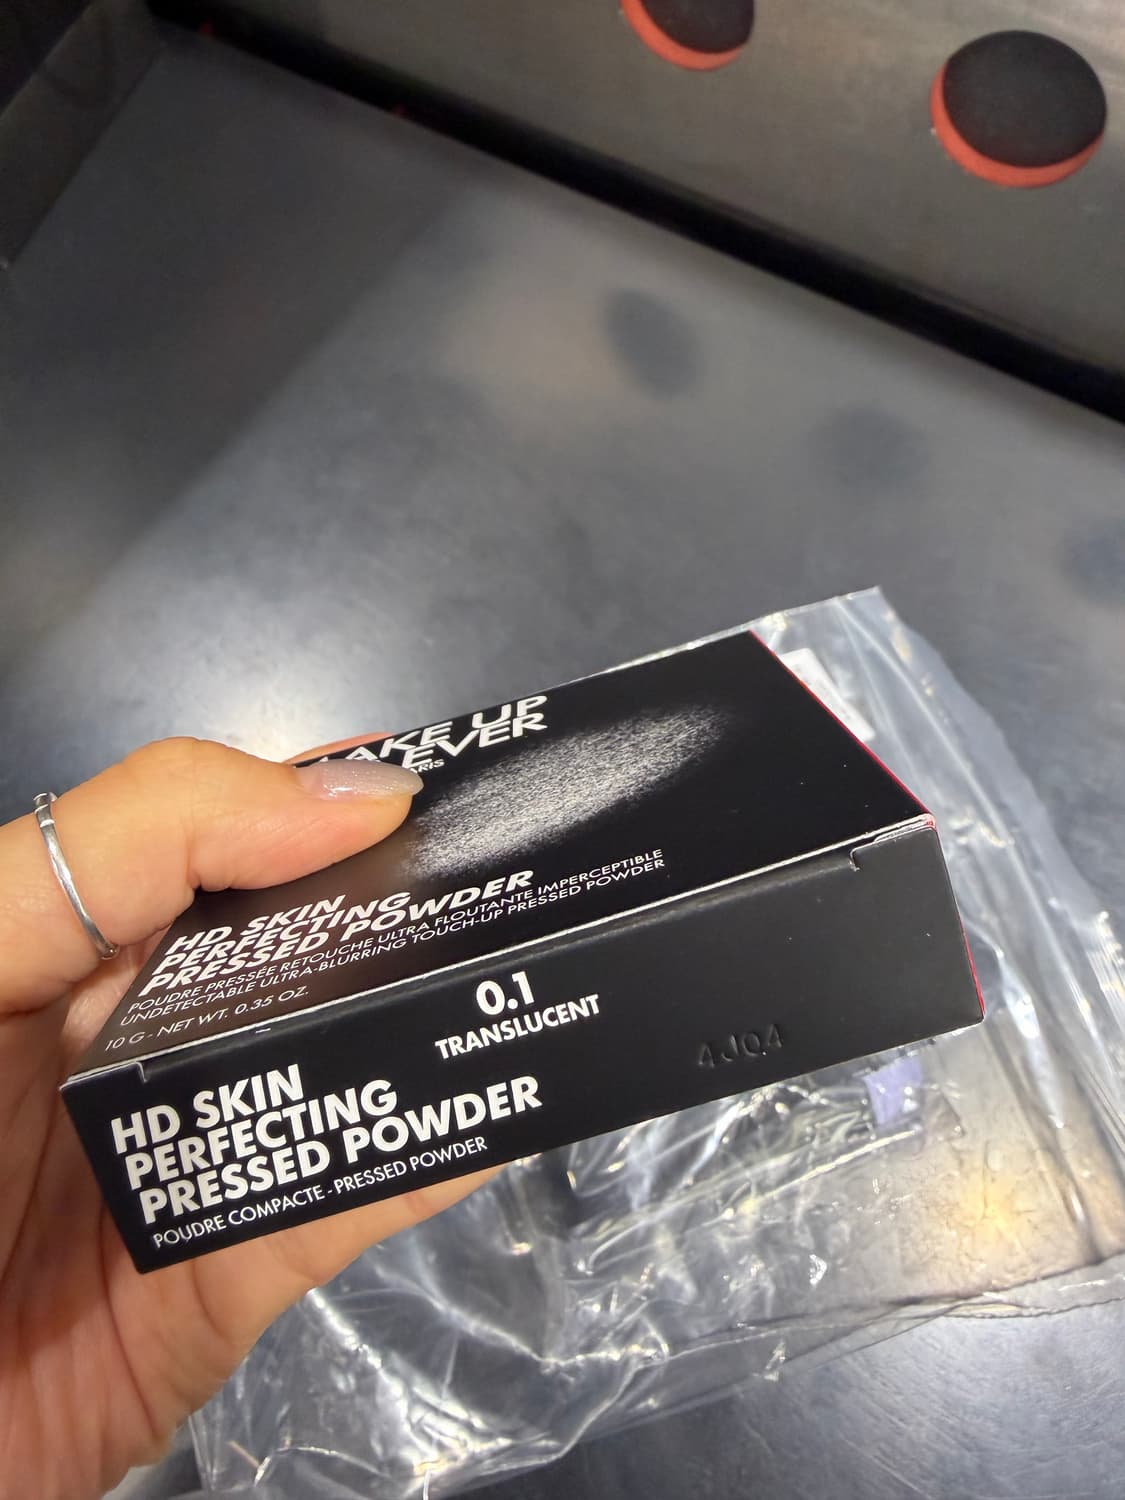 MAKE UP
EVER
PARIS
HD SKIN
PERFECTING
PRESSED POWDER
POUDRE PRESSÉE RETOUCHE ULTRA FLOUTANTE IMPERCEPTIBLE
UNDETECTABLE ULTRA-BLURRING TOUCH-UP PRESSED POWDER
10 G - NET WT. 0.35 OZ.
0.1
TRANSLUCENT
4J04
HD SKIN
PERFECTING
PRESSED POWDER
POUDRE COMPACTE - PRESSED POWDER